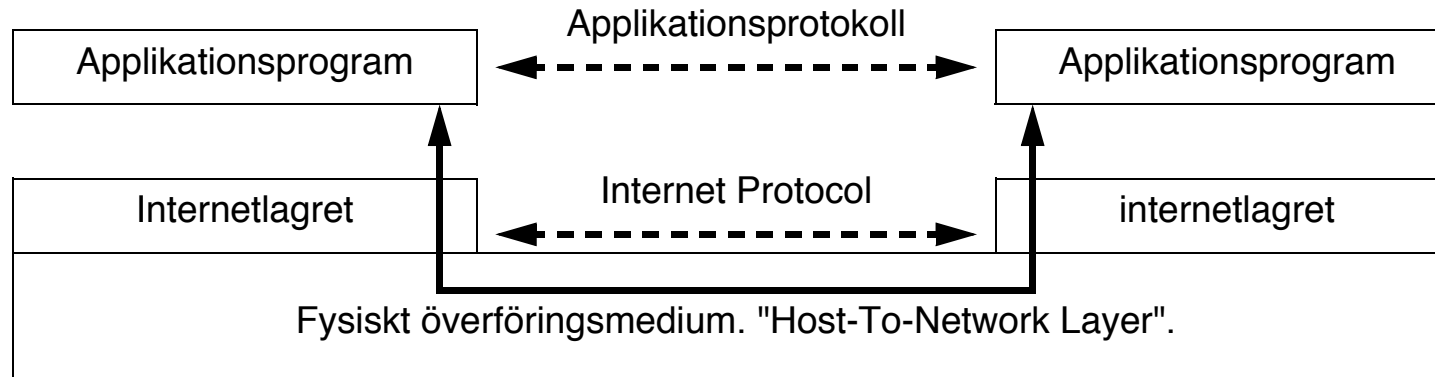 Applikationsprotokoll
Applikationsprogram
Applikationsprogram
Internet Protocol
Internetlagret
internetlagret
Fysiskt överföringsmedium. "Host-To-Network Layer".